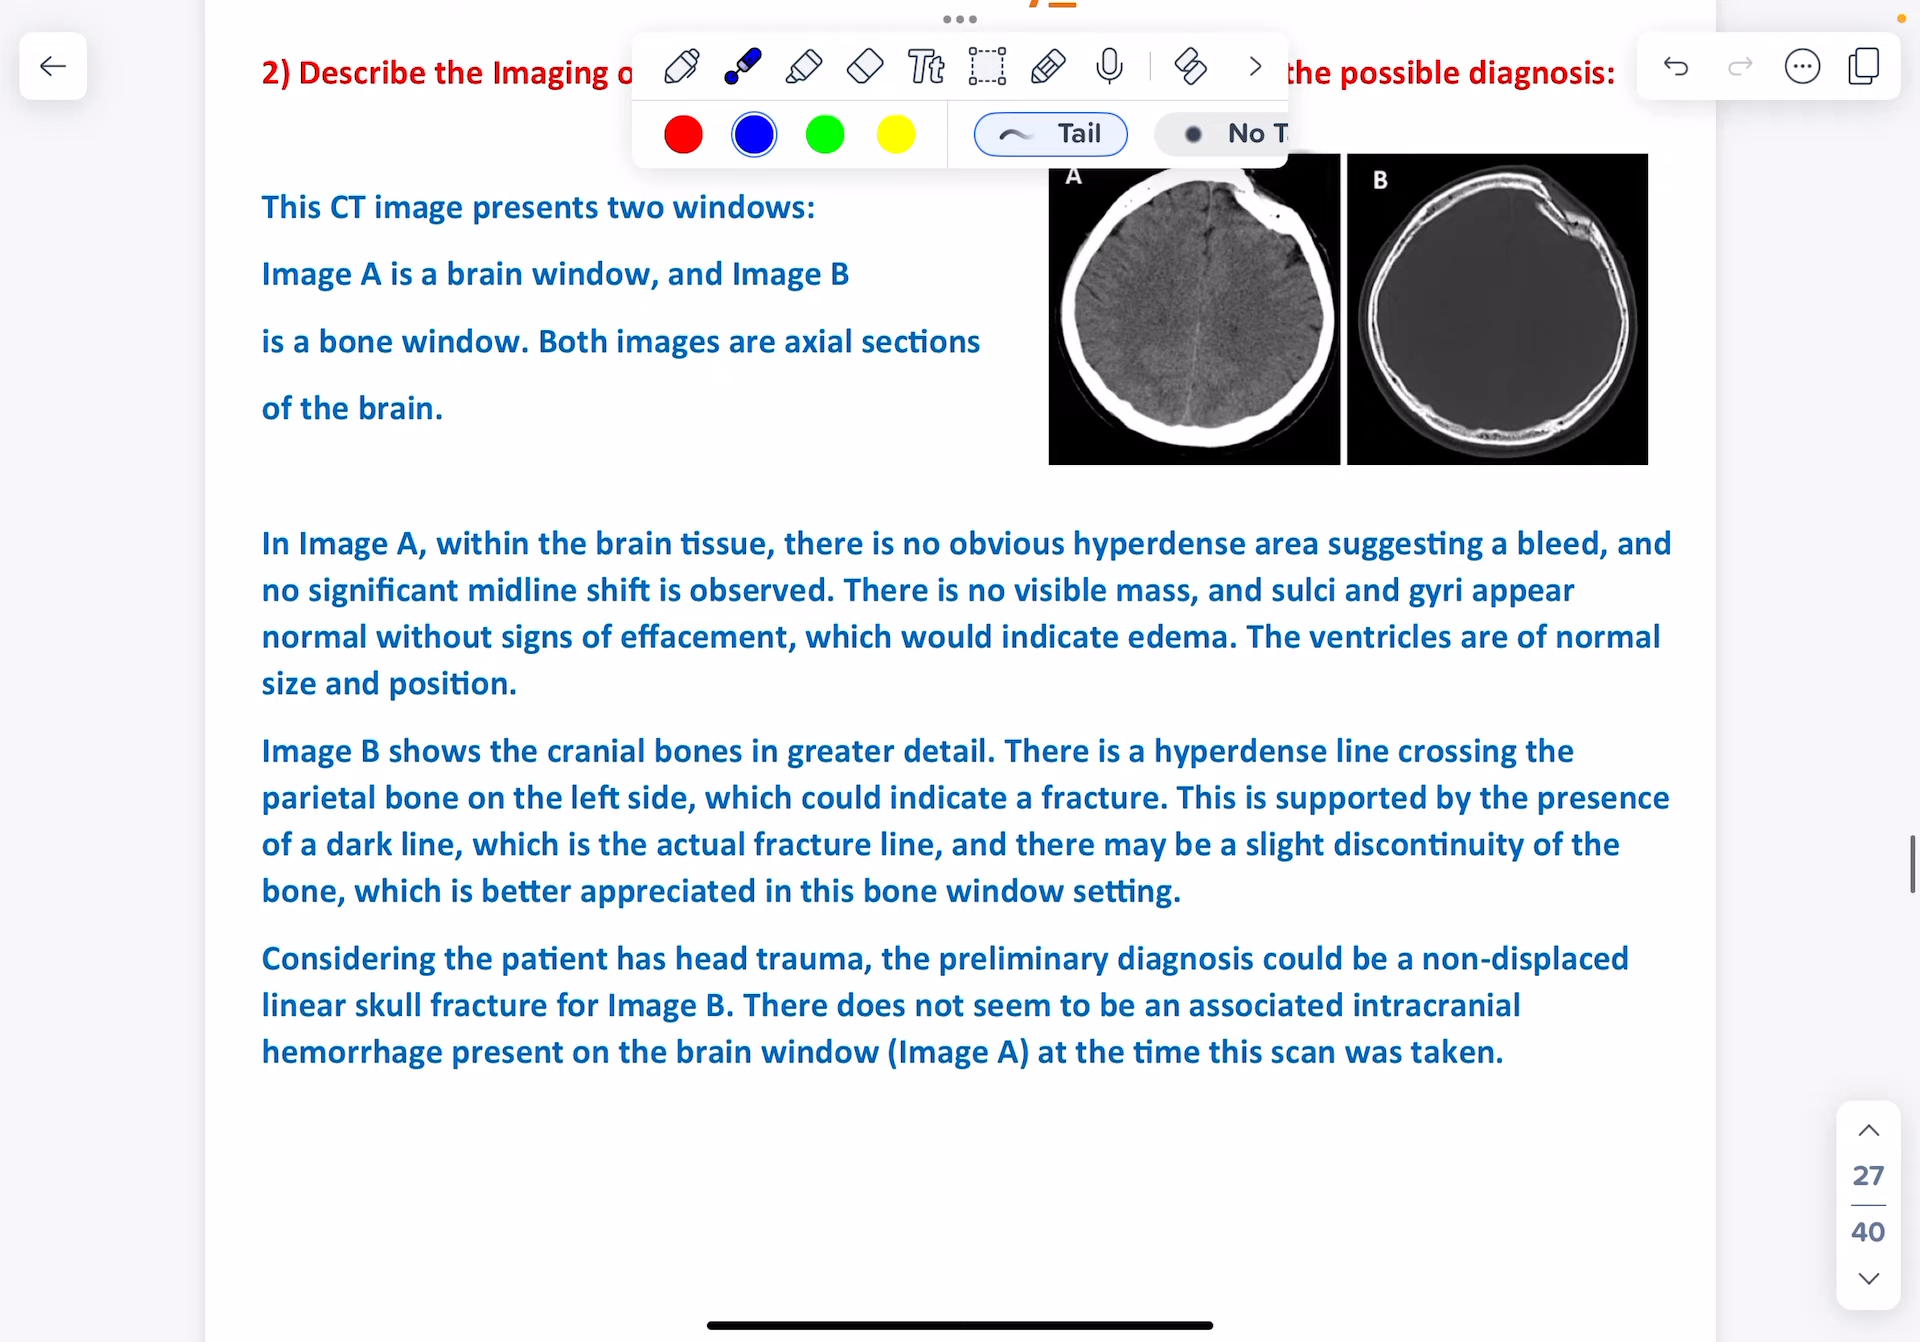 2) Describe the Imaging
the possible diagnosis:
Tt
Tail
No
A
B
This CT image presents two windows:
Image A is a brain window, and Image B
is a bone window. Both images are axial sections
of the brain.
In Image A, within the brain tissue, there is no obvious hyperdense area suggesting a bleed, and
no significant midline shift is observed. There is no visible mass, and sulci and gyri appear
normal without signs of effacement, which would indicate edema. The ventricles are of normal
size and position.
Image B shows the cranial bones in greater detail. There is a hyperdense line crossing the
parietal bone on the left side, which could indicate a fracture. This is supported by the presence
of a dark line, which is the actual fracture line, and there may be a slight discontinuity of the
bone, which is better appreciated in this bone window setting.
Considering the patient has head trauma, the preliminary diagnosis could be a non-displaced
linear skull fracture for Image B. There does not seem to be an associated intracranial
hemorrhage present on the brain window (Image A) at the time this scan was taken.
27
40